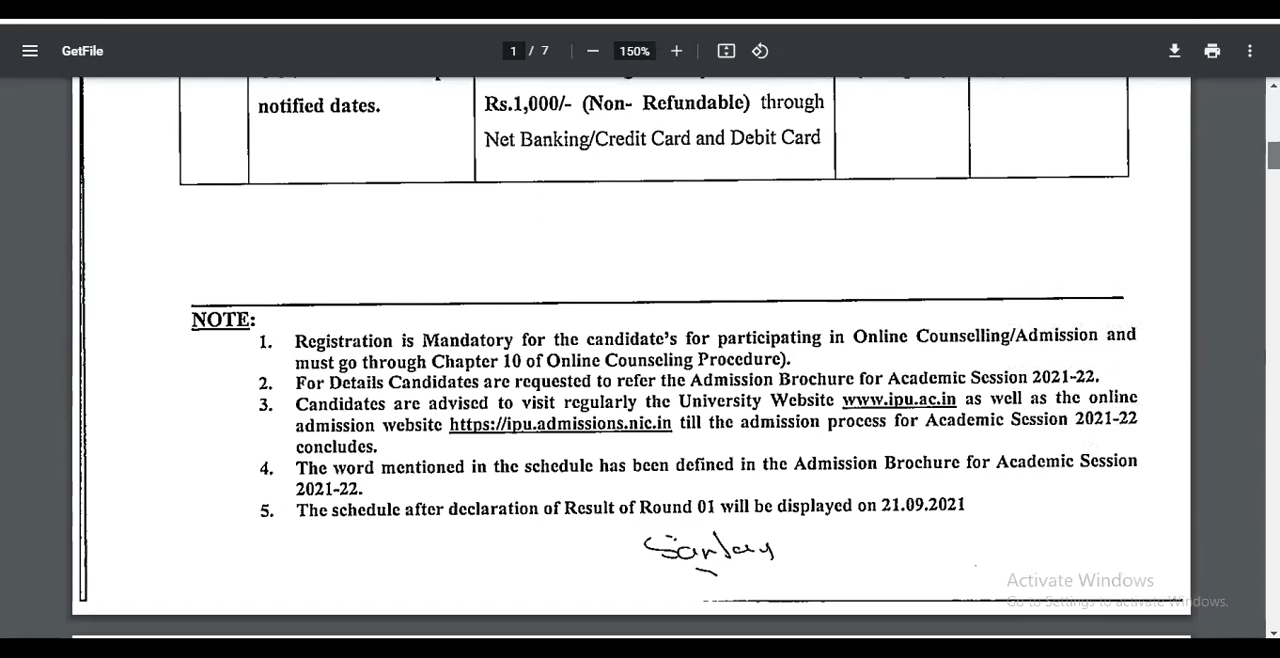 GetFile
1 / 7
150%
notified dates.
Rs.1,000/- (Non- Refundable) through
Net Banking/Credit Card and Debit Card
NOTE:
1. Registration is Mandatory for the candidate's for participating in Online Counselling/Admission and
must go through Chapter 10 of Online Counseling Procedure).
2. For Details Candidates are requested to refer the Admission Brochure for Academic Session 2021-22.
3. Candidates are advised to visit regularly the University Website www.ipu.ac.in as well as the online
admission website https://ipu.admissions.nic.in till the admission process for Academic Session 2021-22
concludes.
4. The word mentioned in the schedule has been defined in the Admission Brochure for Academic Session
2021-22.
5. The schedule after declaration of Result of Round 01 will be displayed on 21.09.2021
Sanjay
Activate Windows
Go to Settings to activate Windows.